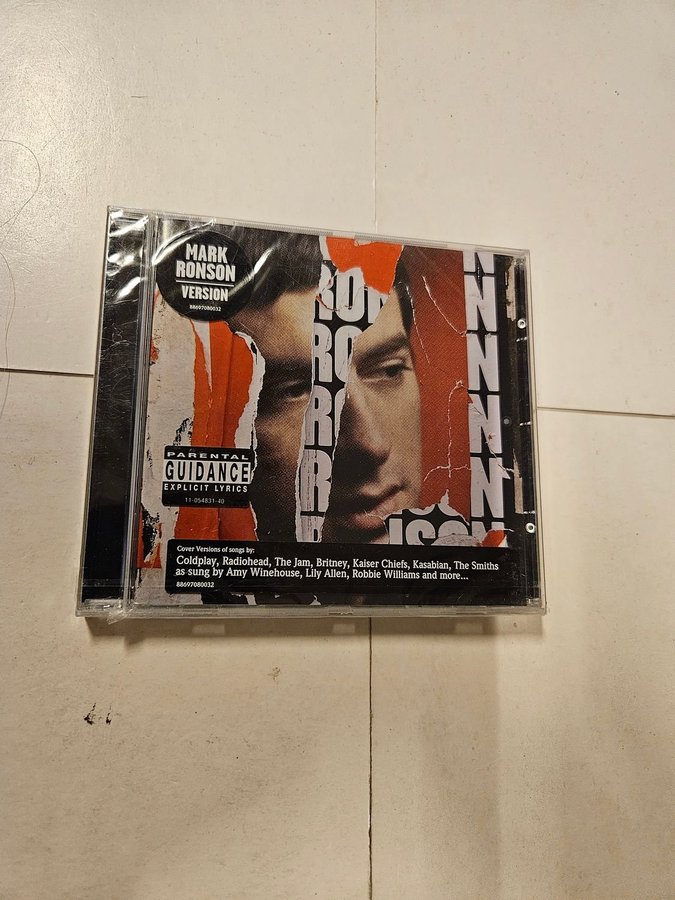 MARK
RONSON
VERSION
88697080032
RO
R
R
R
N
N
N
N
N
ISON
PARENTAL
GUIDANCE
EXPLICIT LYRICS
11-054831-40
Cover Versions of songs by:
Coldplay, Radiohead, The Jam, Britney, Kaiser Chiefs, Kasabian, The Smiths
as sung by Amy Winehouse, Lily Allen, Robbie Williams and more...
88697080032